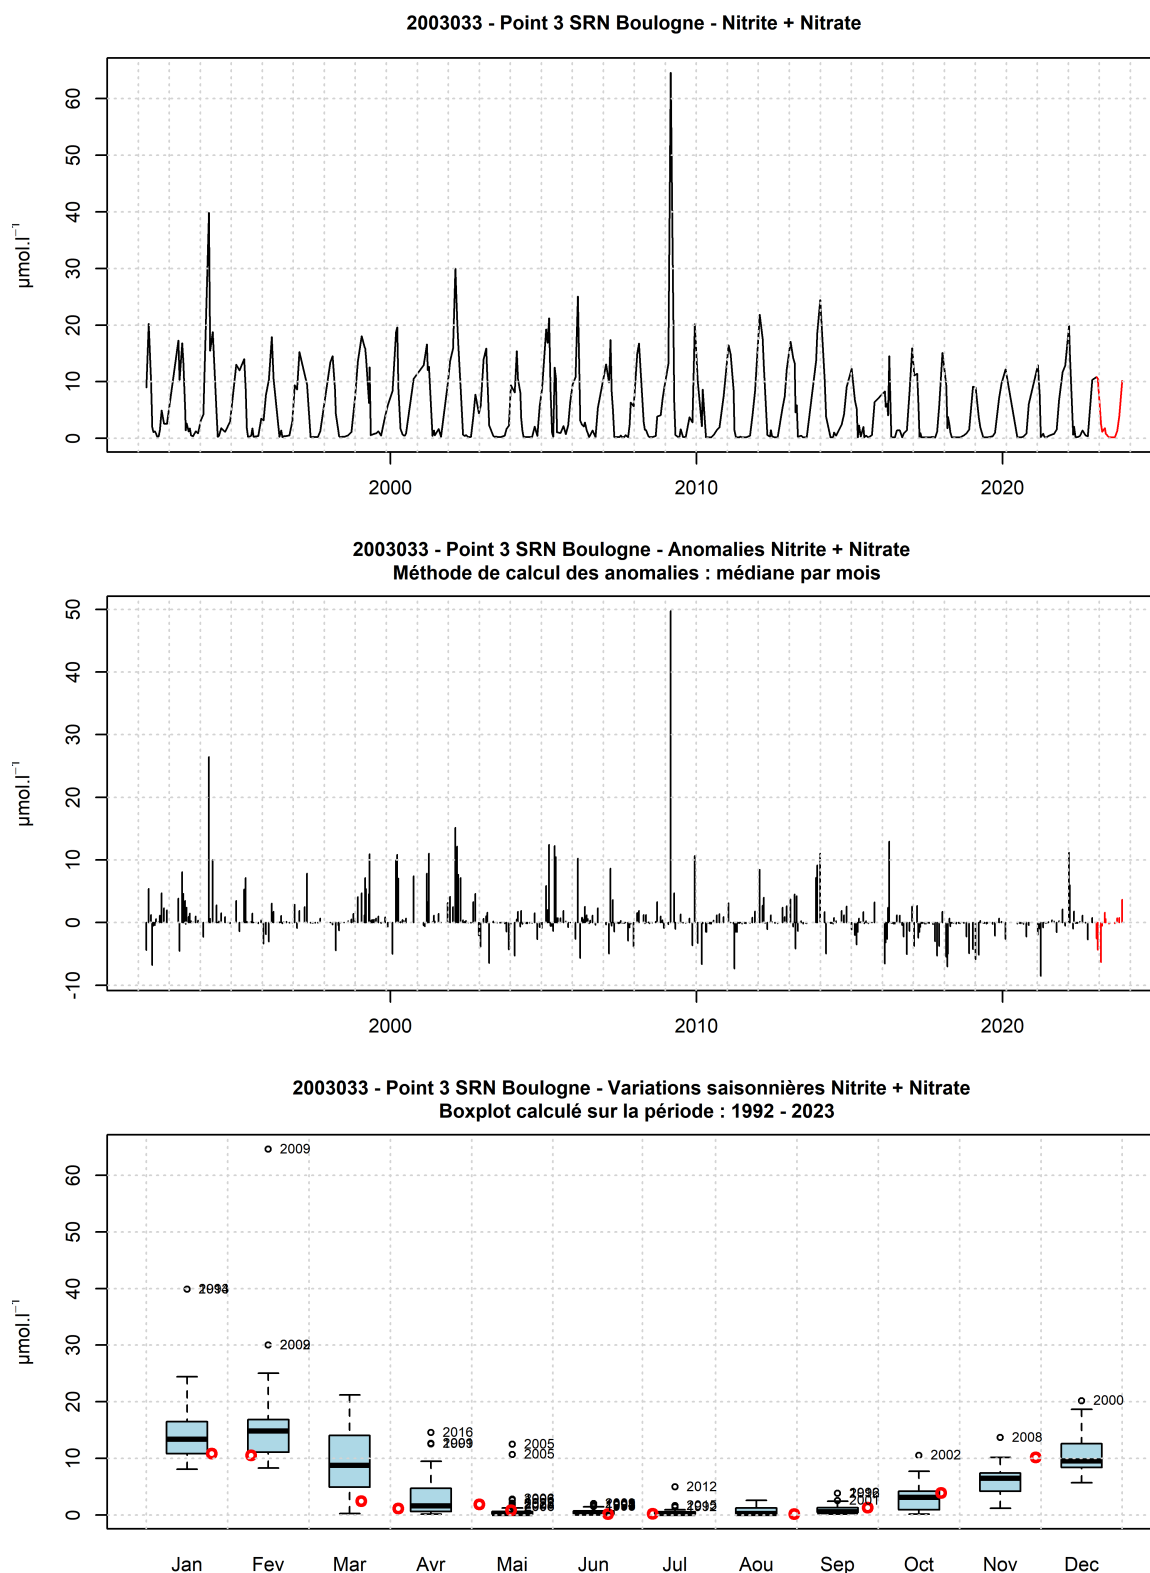 2003033 - Point 3 SRN Boulogne - Nitrite + Nitrate
µmol.l⁻¹
60
50
40
30
20
10
0
2000
2010
2020
2003033 - Point 3 SRN Boulogne - Anomalies Nitrite + Nitrate
Méthode de calcul des anomalies : médiane par mois
µmol.l⁻¹
50
40
30
20
10
0
-10
2000
2010
2020
2003033 - Point 3 SRN Boulogne - Variations saisonnières Nitrite + Nitrate
Boxplot calculé sur la période : 1992 - 2023
µmol.l⁻¹
60
50
40
30
20
10
0
2009
2016
2005
2005
2012
2001
2002
2008
2000
Jan
Fev
Mar
Avr
Mai
Jun
Jul
Aou
Sep
Oct
Nov
Dec